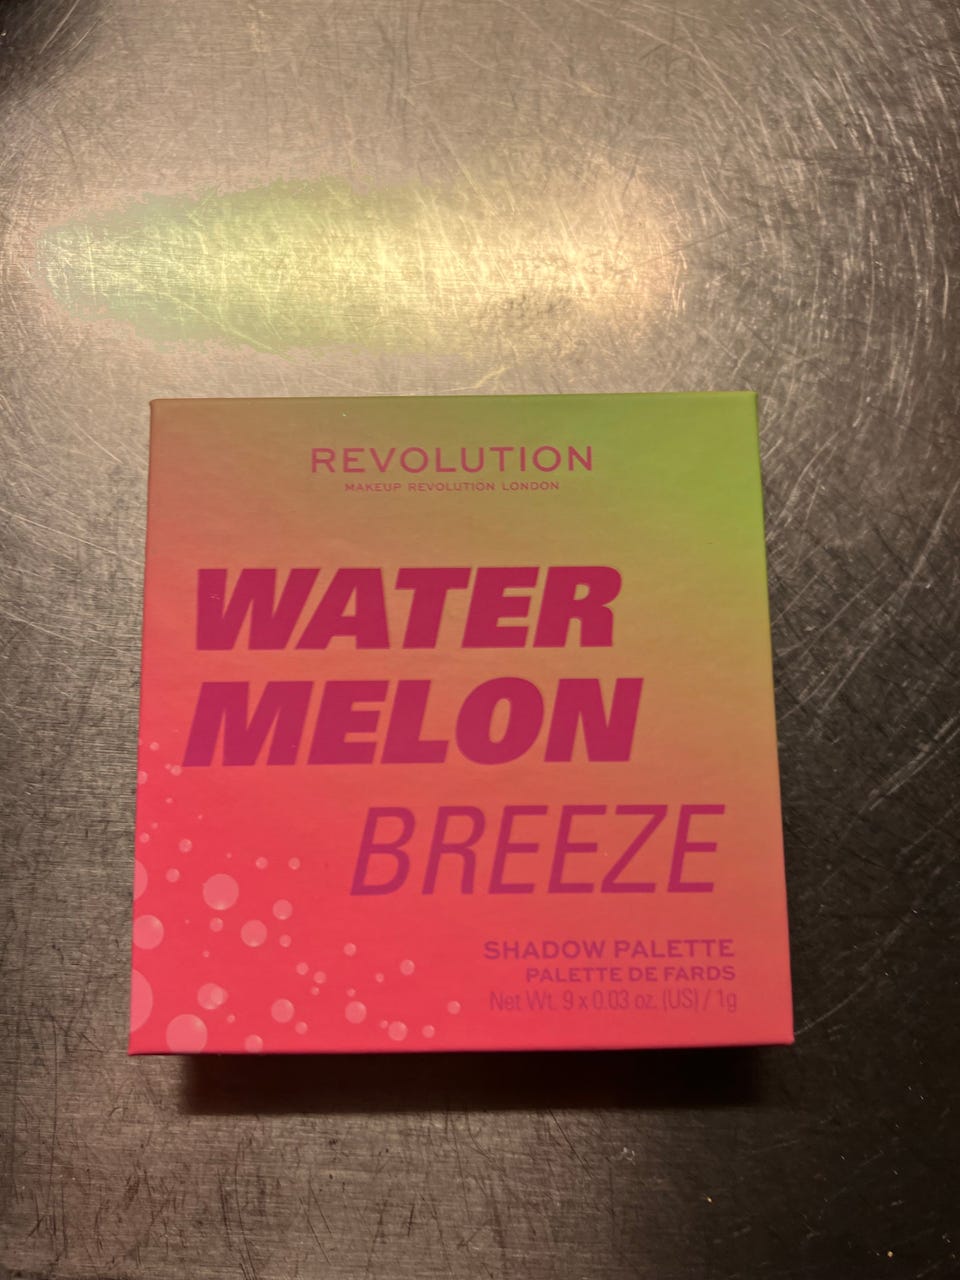 REVOLUTION
MAKEUP REVOLUTION LONDON
WATER
MELON
BREEZE
SHADOW PALETTE
PALETTE DE FARDS
Net Wt. 9 x 0.03 oz. (US) / 1g